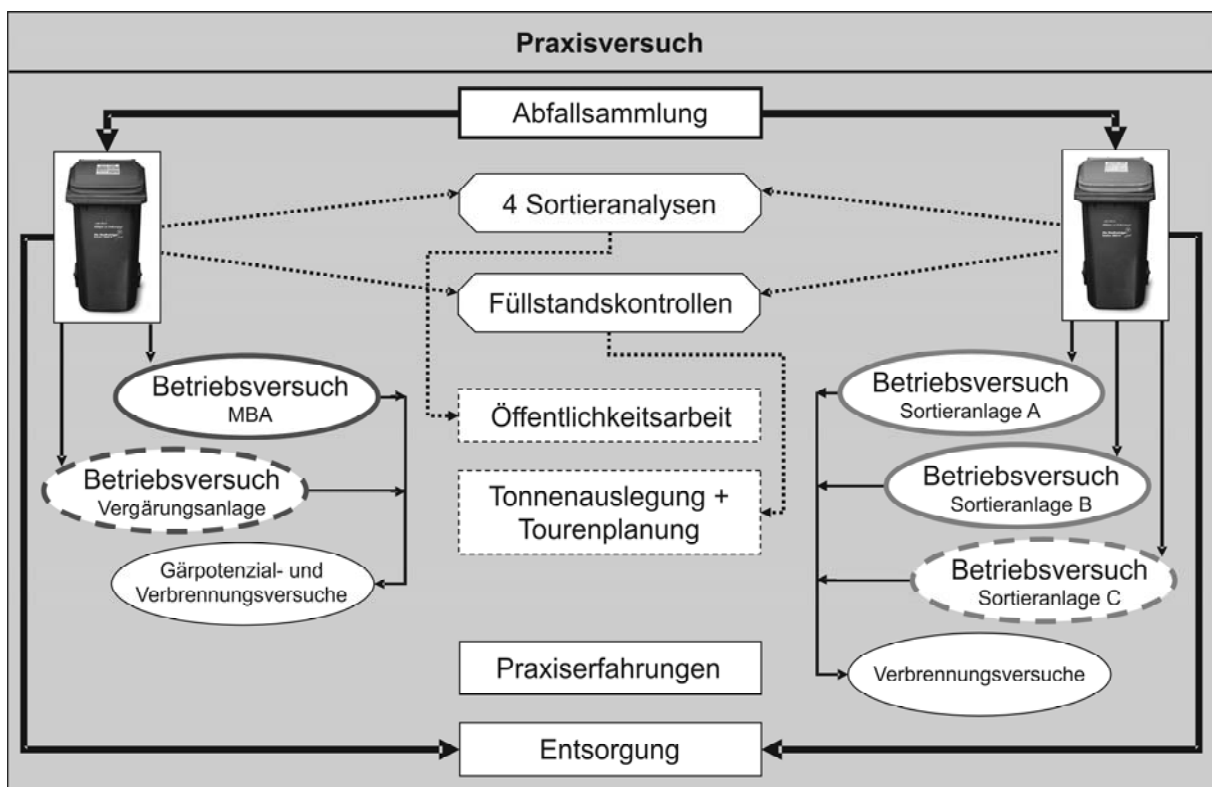 Praxisversuch
Abfallsammlung
4 Sortieranalysen
Füllstandskontrollen
Betriebsversuch
MBA
Betriebsversuch
Vergärungsanlage
Gärpotenzial- und
Verbrennungsversuche
Öffentlichkeitsarbeit
Tonnenauslegung +
Tourenplanung
Betriebsversuch
Sortieranlage A
Betriebsversuch
Sortieranlage B
Betriebsversuch
Sortieranlage C
Verbrennungsversuche
Praxiserfahrungen
Entsorgung